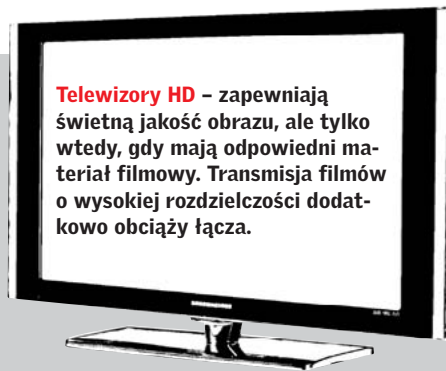 Telewizory HD – zapewniają
świetną jakość obrazu, ale tylko
wtedy, gdy mają odpowiedni ma-
teriał filmowy. Transmisja filmów
o wysokiej rozdzielczości dodat-
kowo obciąży łącza.